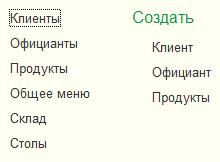 Клиенты
Официанты
Продукты
Общее меню
Склад
Столы
Создать
Клиент
Официант
Продукты